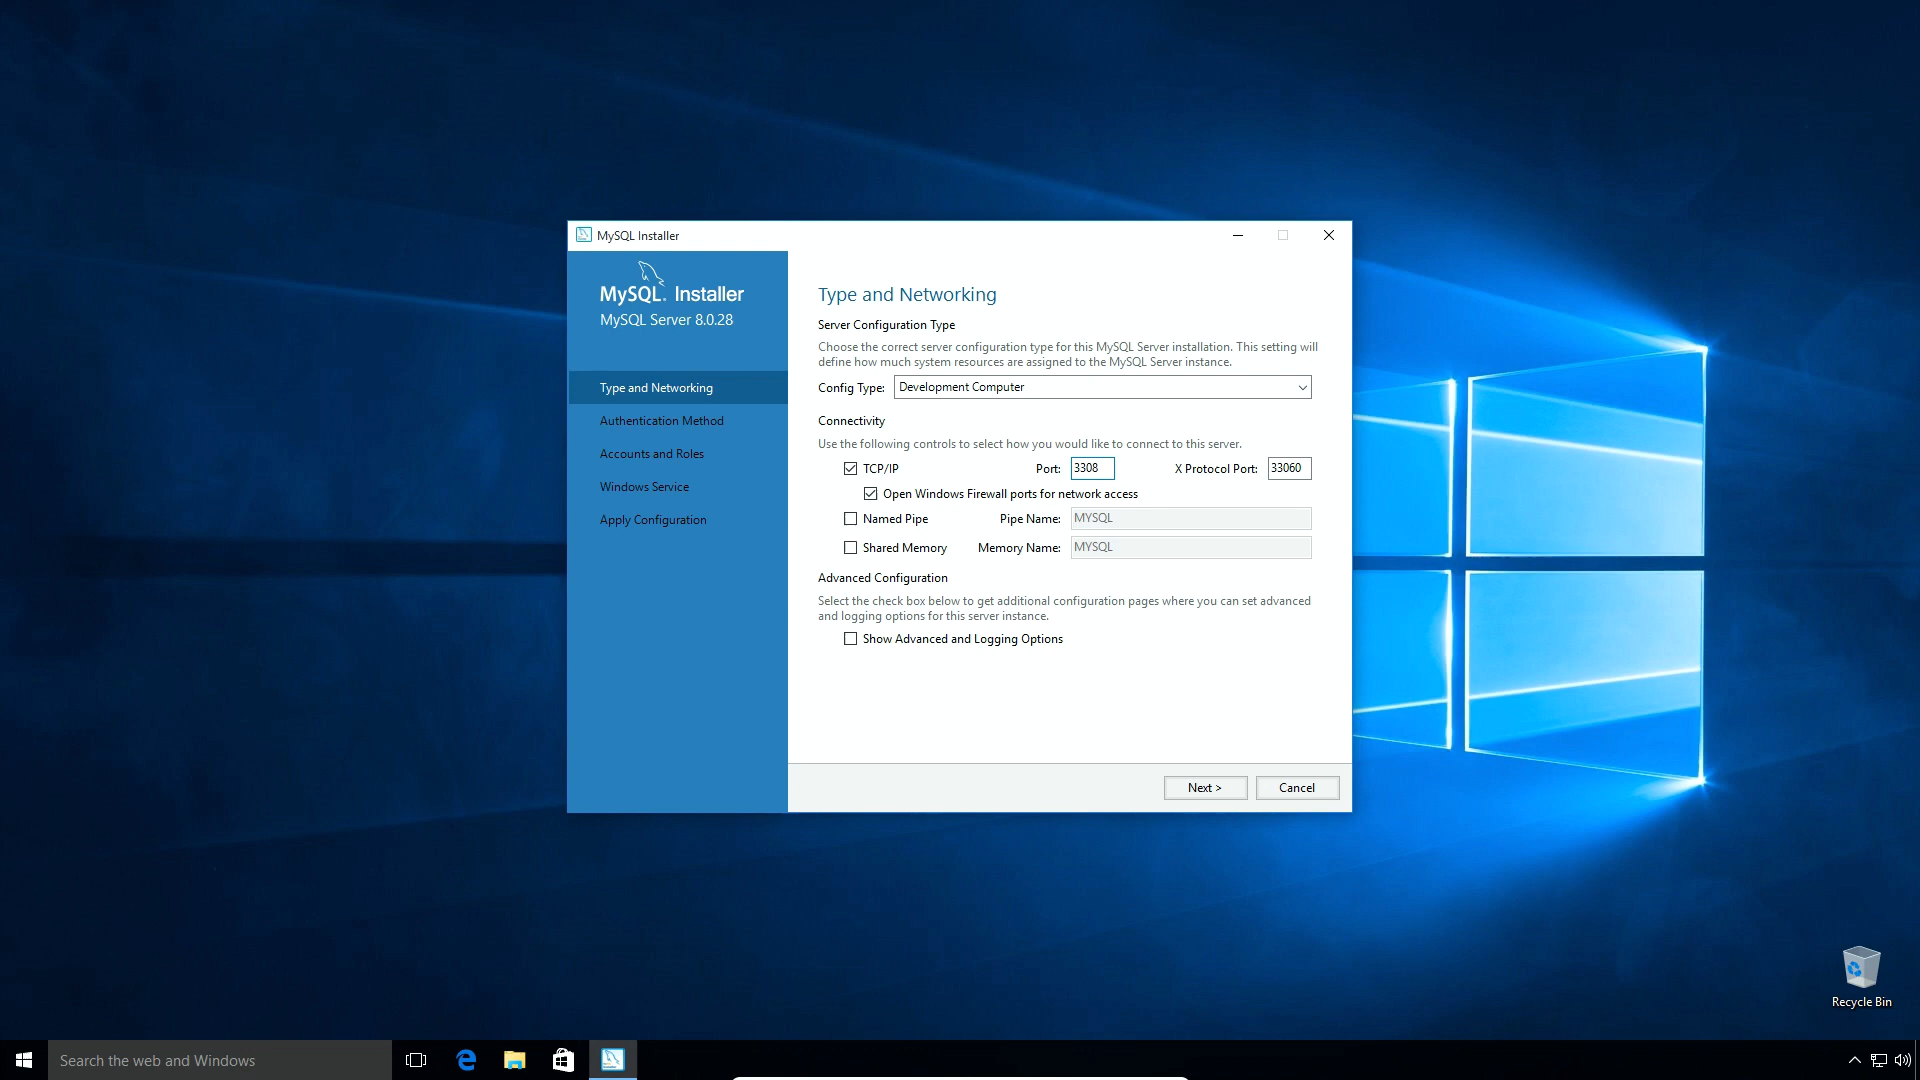 MySQL Installer
MySQL. Installer
MySQL Server 8.0.28
Type and Networking
Authentication Method
Accounts and Roles
Windows Service
Apply Configuration
Type and Networking
Server Configuration Type
Choose the correct server configuration type for this MySQL Server installation. This setting will
define how much system resources are assigned to the MySQL Server instance.
Config Type: Development Computer
Connectivity
Use the following controls to select how you would like to connect to this server.
TCP/IP Port: 3308 X Protocol Port: 33060
Open Windows Firewall ports for network access
Named Pipe Pipe Name: MYSQL
Shared Memory Memory Name: MYSQL
Advanced Configuration
Select the check box below to get additional configuration pages where you can set advanced
and logging options for this server instance.
Show Advanced and Logging Options
Next > Cancel
Recycle Bin
Search the web and Windows